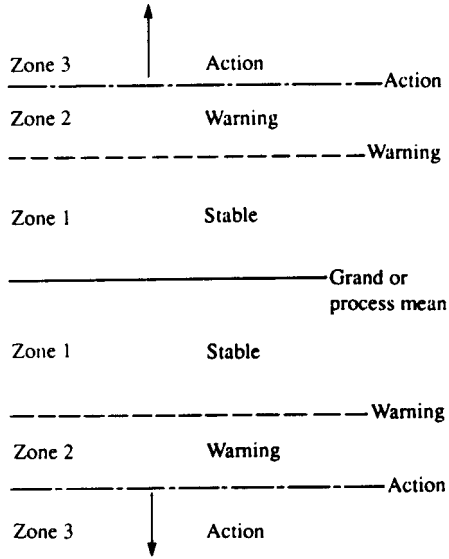 Zone 3 Action
Action
Zone 2 Warning
Warning
Zone 1 Stable
Grand or
process mean
Zone 1 Stable
Warning
Zone 2 Warning
Action
Zone 3 Action